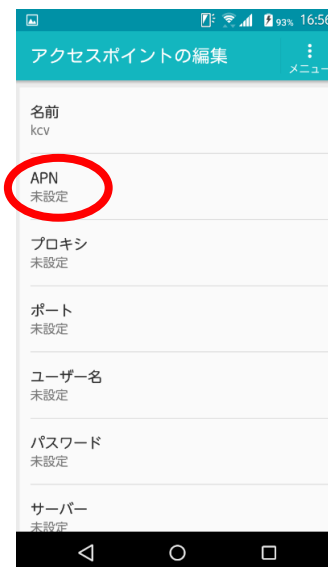 93% 16:56
アクセスポイントの編集
メニュー
名前
kcv
APN
未設定
プロキシ
未設定
ポート
未設定
ユーザー名
未設定
パスワード
未設定
サーバー
未設定